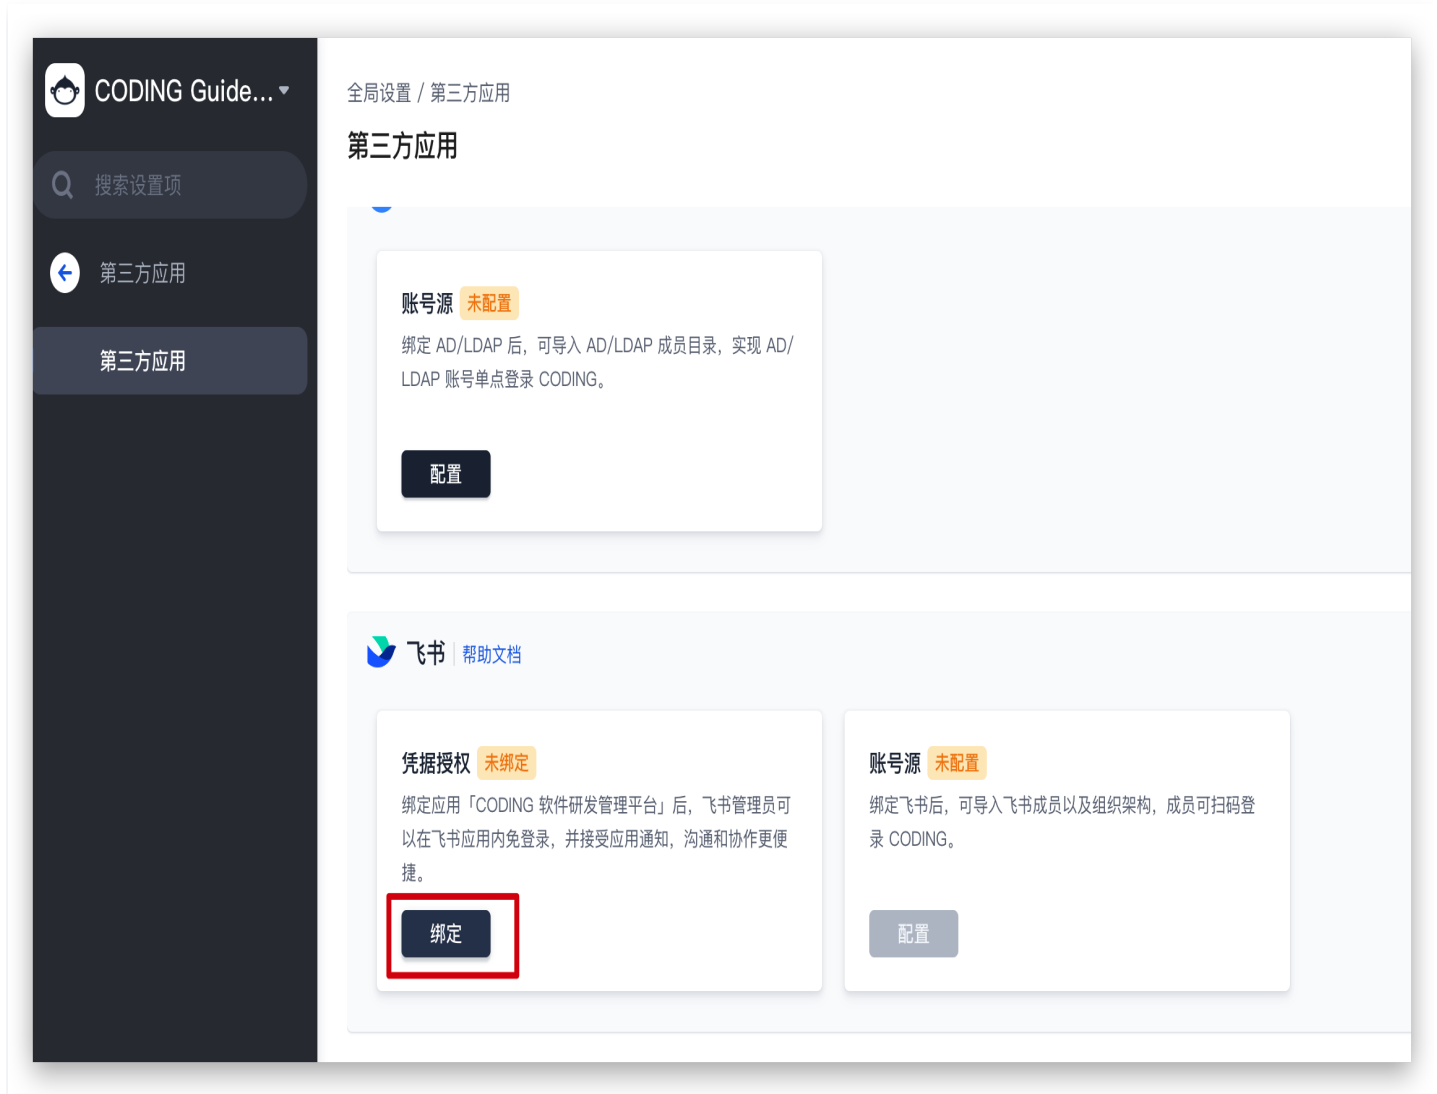 CODING Guide...
搜索设置项
第三方应用
第三方应用
全局设置 / 第三方应用
第三方应用
账号源 未配置
绑定 AD/LDAP 后，可导入 AD/LDAP 成员目录，实现 AD/
LDAP 账号单点登录 CODING。
配置
飞书 帮助文档
凭据授权 未绑定
绑定应用「CODING 软件研发管理平台」后，飞书管理员可
以在飞书应用内免登录，并接受应用通知，沟通和协作更便
捷。
绑定
账号源 未配置
绑定飞书后，可导入飞书成员以及组织架构，成员可扫码登
录 CODING。
配置